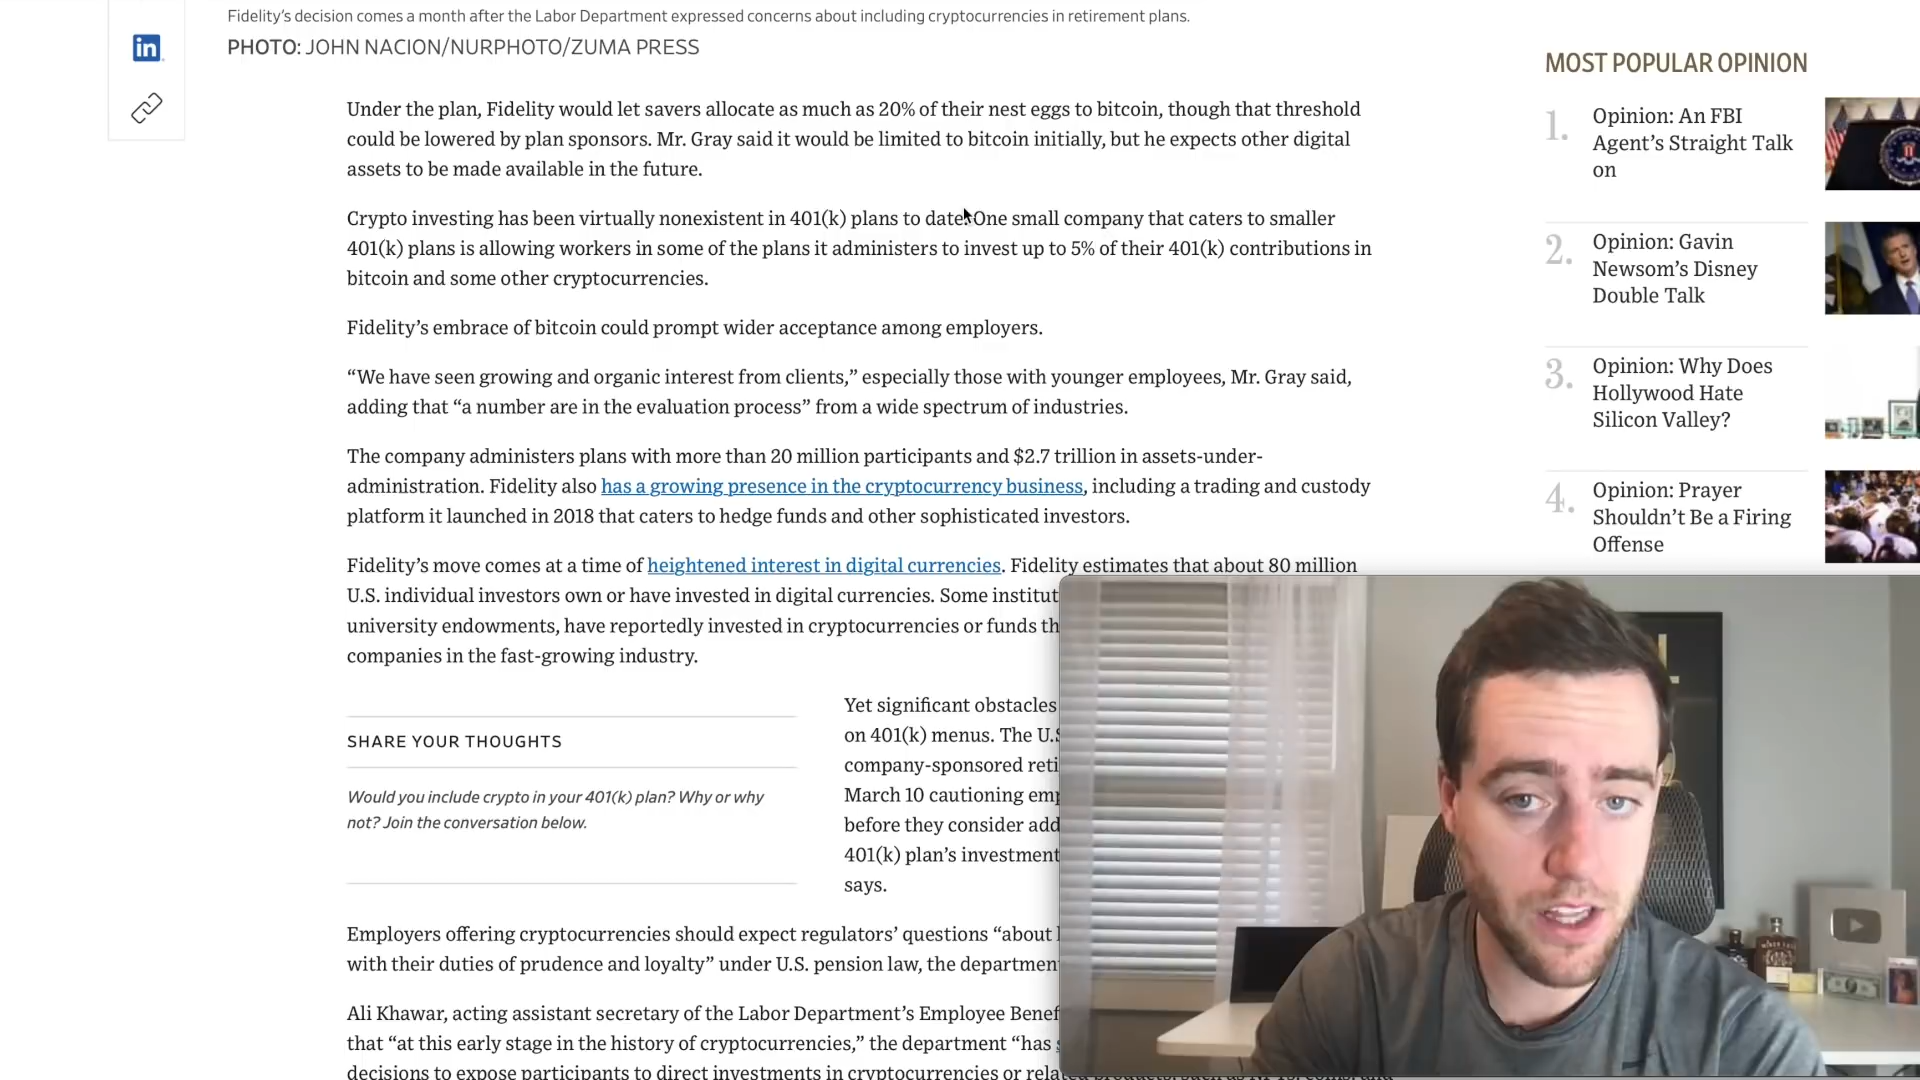 Fidelity’s decision comes a month after the Labor Department expressed concerns about including cryptocurrencies in retirement plans.
PHOTO: JOHN NACION/NURPHOTO/ZUMA PRESS
in
Under the plan, Fidelity would let savers allocate as much as 20% of their nest eggs to bitcoin, though that threshold
could be lowered by plan sponsors. Mr. Gray said it would be limited to bitcoin initially, but he expects other digital
assets to be made available in the future.
Crypto investing has been virtually nonexistent in 401(k) plans to date. One small company that caters to smaller
401(k) plans is allowing workers in some of the plans it administers to invest up to 5% of their 401(k) contributions in
bitcoin and some other cryptocurrencies.
Fidelity’s embrace of bitcoin could prompt wider acceptance among employers.
“We have seen growing and organic interest from clients,” especially those with younger employees, Mr. Gray said,
adding that “a number are in the evaluation process” from a wide spectrum of industries.
The company administers plans with more than 20 million participants and $2.7 trillion in assets-under-
administration. Fidelity also has a growing presence in the cryptocurrency business, including a trading and custody
platform it launched in 2018 that caters to hedge funds and other sophisticated investors.
Fidelity’s move comes at a time of heightened interest in digital currencies. Fidelity estimates that about 80 million
U.S. individual investors own or have invested in digital currencies. Some institut
university endowments, have reportedly invested in cryptocurrencies or funds th
companies in the fast-growing industry.
SHARE YOUR THOUGHTS
Would you include crypto in your 401(k) plan? Why or why
not? Join the conversation below.
Yet significant obstacles
on 401(k) menus. The U.S
company-sponsored reti
March 10 cautioning emp
before they consider add
401(k) plan’s investment
says.
Employers offering cryptocurrencies should expect regulators’ questions “about
with their duties of prudence and loyalty” under U.S. pension law, the departmen
Ali Khawar, acting assistant secretary of the Labor Department’s Employee Benef
that “at this early stage in the history of cryptocurrencies,” the department “has
decisions to expose participants to direct investments in cryptocurrencies or
MOST POPULAR OPINION
1. Opinion: An FBI
Agent’s Straight Talk
on
2. Opinion: Gavin
Newsom’s Disney
Double Talk
3. Opinion: Why Does
Hollywood Hate
Silicon Valley?
4. Opinion: Prayer
Shouldn’t Be a Firing
Offense